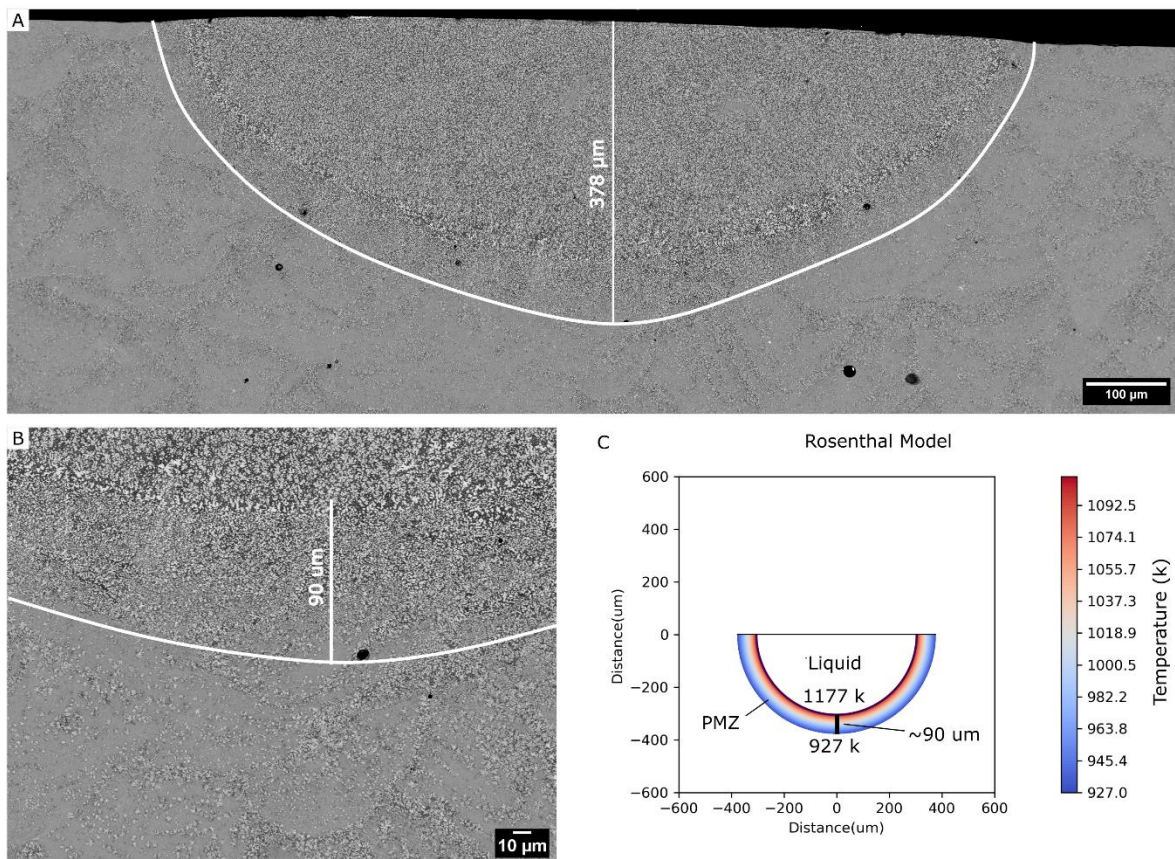 A
378 µm
100 µm
B
90 um
10 µm
C
Rosenthal Model
600
400
200
0
−200
−400
−600
−600
−400
−200
0
200
400
600
Distance(um)
Distance(um)
Liquid
1177 k
PMZ
~90 um
927 k
1092.5
1074.1
1055.7
1037.3
1018.9
1000.5
982.2
963.8
945.4
927.0
Temperature (k)